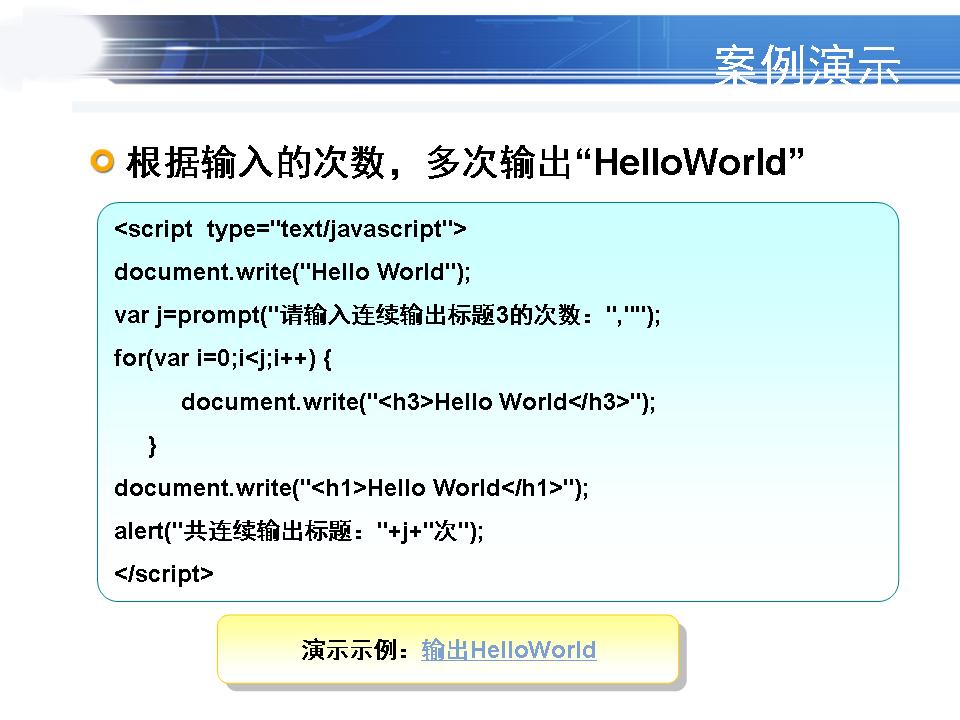 案例演示
根据输入的次数，多次输出“HelloWorld”
<script  type="text/javascript">
document.write("Hello World");
var j=prompt("请输入连续输出标题3的次数：","");
for(var i=0;i<j;i++) {
document.write("<h3>Hello World</h3>");
}
document.write("<h1>Hello World</h1>");
alert("共连续输出标题："+j+"次");
</script>
演示示例：输出HelloWorld